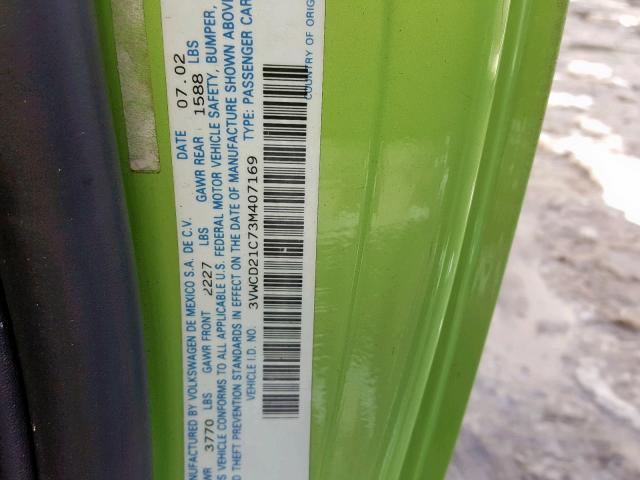 NUFACTURED BY VOLKSWAGEN DE MEXICO S.A. DE C.V. DATE 07.02
WR 3770 LBS GAWR FRONT 2227 LBS GAWR REAR 1588 LBS
S VEHICLE CONFORMS TO ALL APPLICABLE U.S. FEDERAL MOTOR VEHICLE SAFETY, BUMPER,
D THEFT PREVENTION STANDARDS IN EFFECT ON THE DATE OF MANUFACTURE SHOWN ABOVE
VEHICLE I.D. NO. 3VWCD21C73M407169 TYPE: PASSENGER CAR
COUNTRY OF ORIG